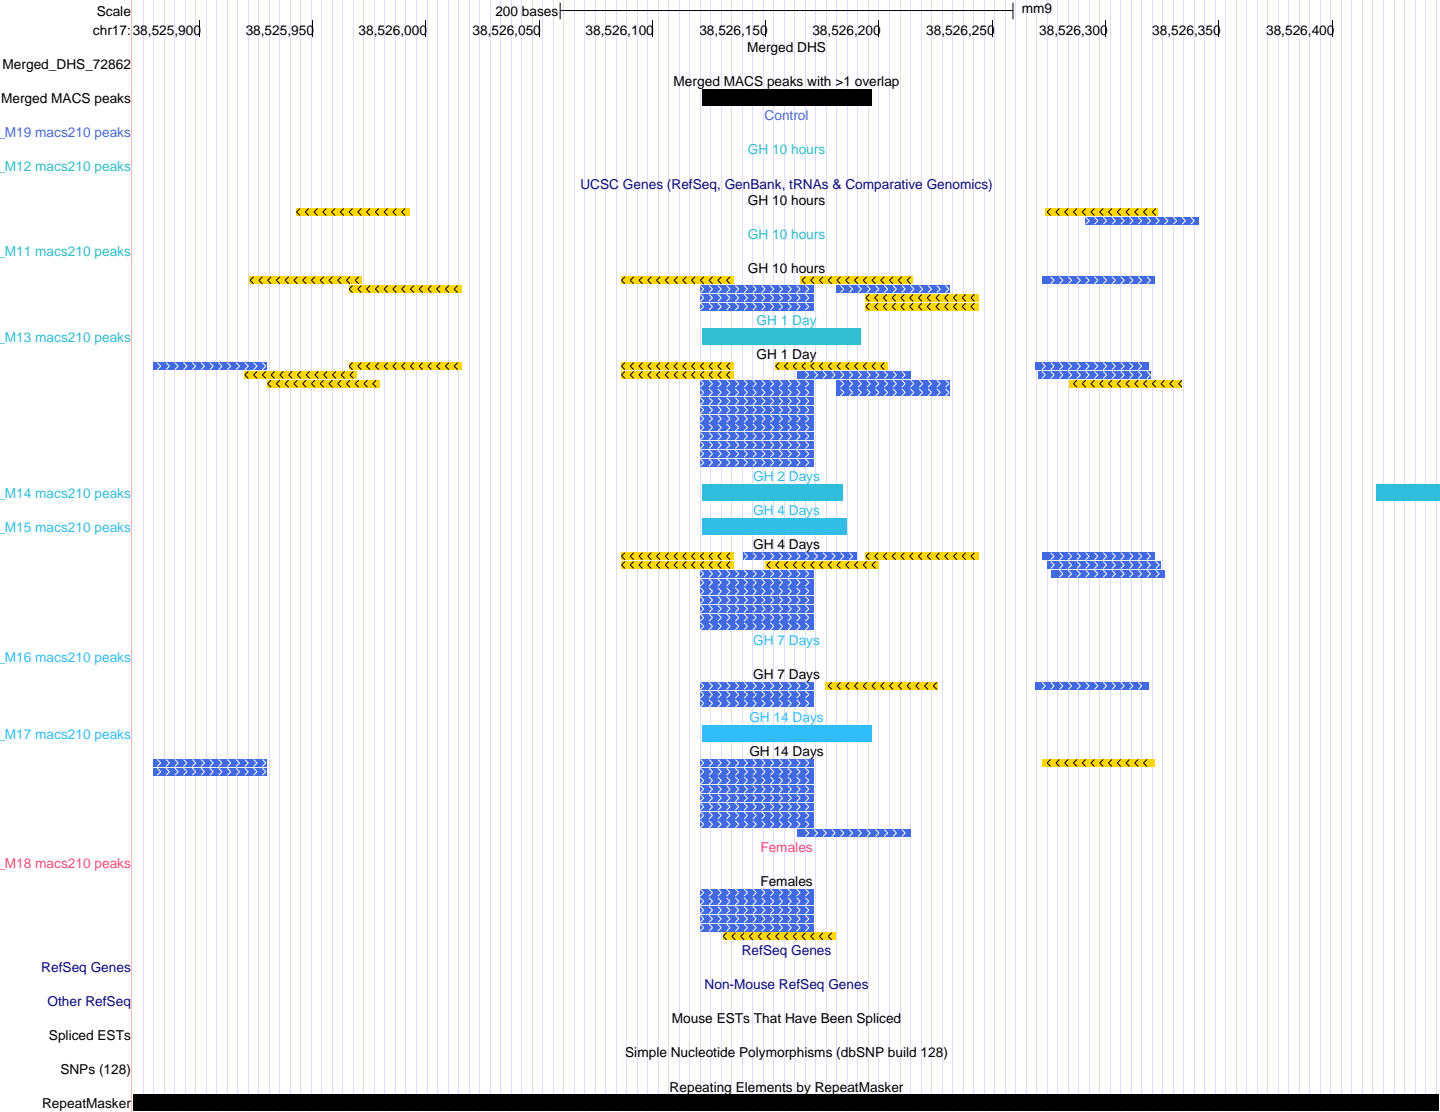 Scale 200 bases mm9
chr17: 38,525,900 38,525,950 38,526,000 38,526,050 38,526,100 38,526,150 38,526,200 38,526,250 38,526,300 38,526,350 38,526,400
Merged DHS
Merged_DHS_72862
Merged MACS peaks with >1 overlap
Merged MACS peaks
Control
_M19 macs210 peaks
GH 10 hours
_M12 macs210 peaks
UCSC Genes (RefSeq, GenBank, tRNAs & Comparative Genomics)
GH 10 hours
GH 10 hours
_M11 macs210 peaks
GH 10 hours
GH 1 Day
_M13 macs210 peaks
GH 1 Day
GH 2 Days
_M14 macs210 peaks
GH 4 Days
_M15 macs210 peaks
GH 4 Days
GH 7 Days
_M16 macs210 peaks
GH 7 Days
GH 14 Days
_M17 macs210 peaks
GH 14 Days
Females
_M18 macs210 peaks
Females
RefSeq Genes
RefSeq Genes
Non-Mouse RefSeq Genes
Other RefSeq
Mouse ESTs That Have Been Spliced
Spliced ESTs
Simple Nucleotide Polymorphisms (dbSNP build 128)
SNPs (128)
Repeating Elements by RepeatMasker
RepeatMasker